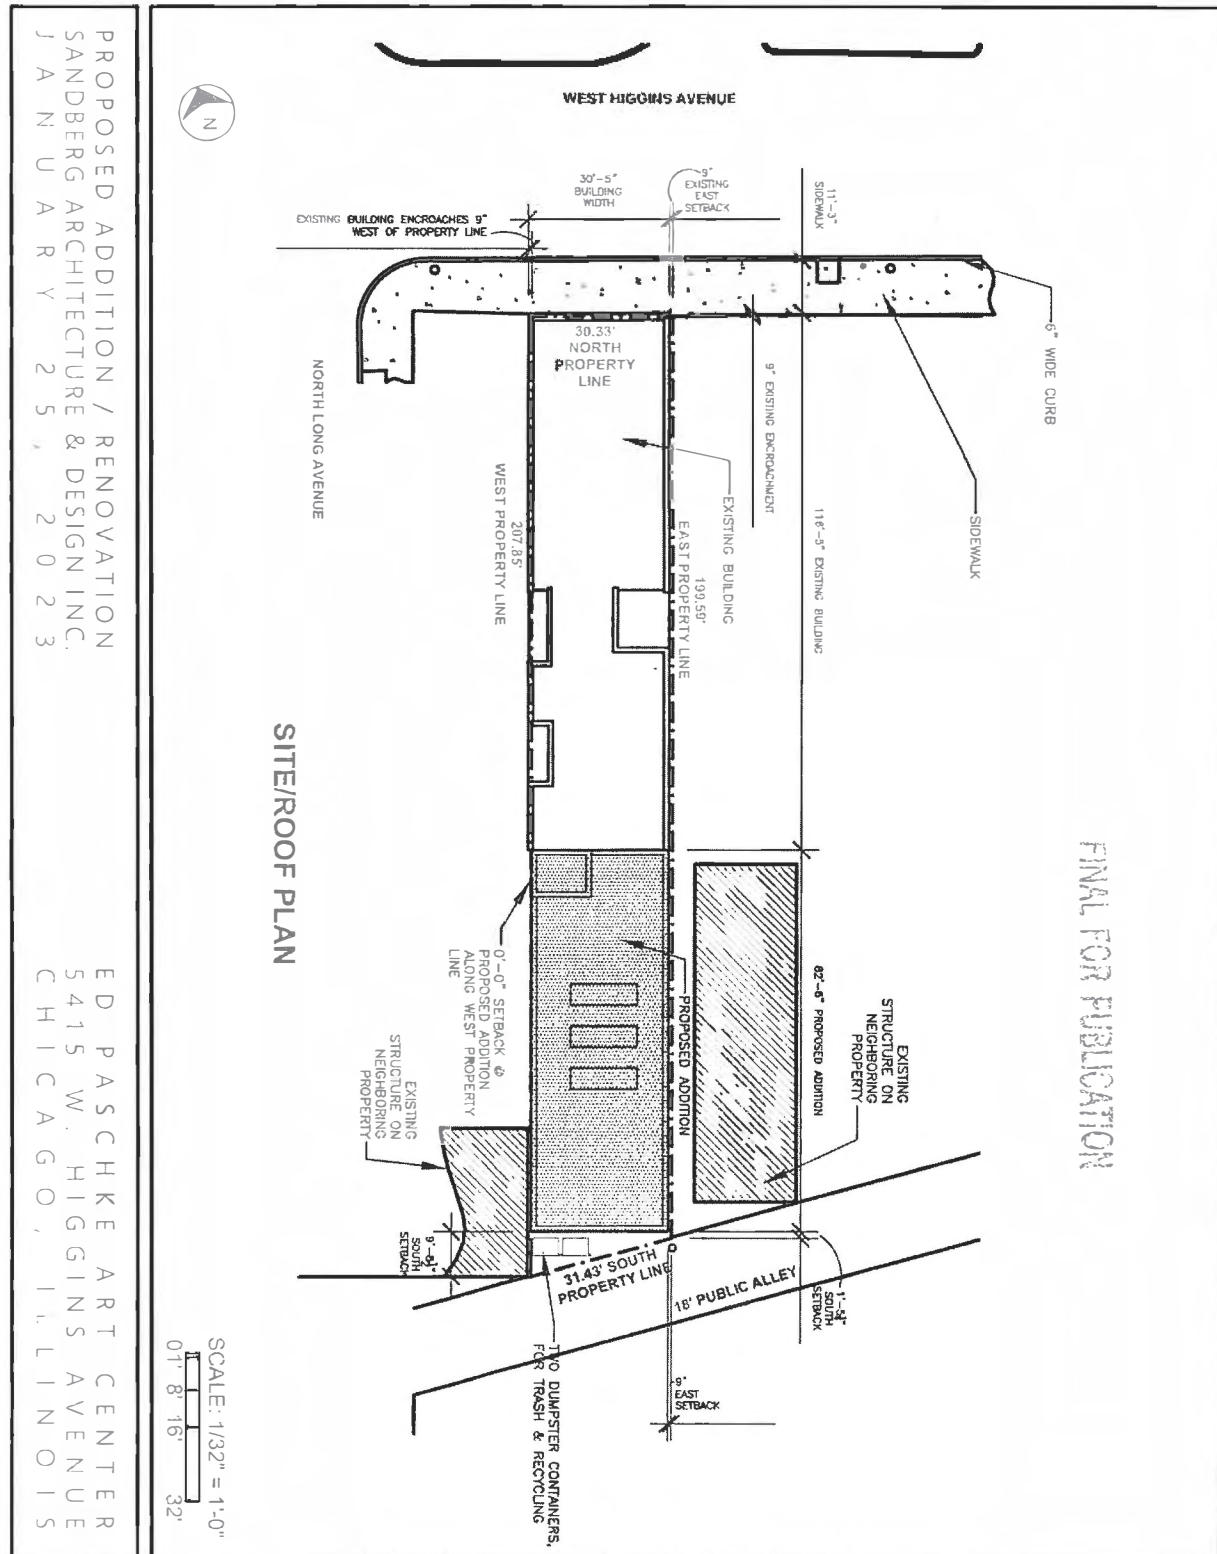 PROPOSED ADDITION / RENOVATION
SANDBERG ARCHITECTURE & DESIGN INC.
JANUARY 25, 2023
ED PASCHKE ART CENTER
5415 W. HIGGINS AVENUE
CHICAGO, ILLINOIS
WEST HIGGINS AVENUE
N
30'-5"
BUILDING
WIDTH
9"
EXISTING
EAST
SETBACK
11'-3"
SIDEWALK
EXISTING BUILDING ENCROACHES 9"
WEST OF PROPERTY LINE
6" WIDE CURB
SIDEWALK
30.33'
NORTH
PROPERTY
LINE
NORTH LONG AVENUE
9" EXISTING ENCROACHMENT
EXISTING BUILDING
207.85'
WEST PROPERTY LINE
199.59'
EAST PROPERTY LINE
116'-5" EXISTING BUILDING
SITE/ROOF PLAN
FINAL FOR PUBLICATION
0'-0" SETBACK @
PROPOSED ADDITION
ALONG WEST PROPERTY
LINE
PROPOSED ADDITION
82'-6" PROPOSED ADDITION
EXISTING
STRUCTURE ON
NEIGHBORING
PROPERTY
EXISTING
STRUCTURE ON
NEIGHBORING
PROPERTY
SOUTH
SETBACK
31.43' SOUTH
PROPERTY LINE
18' PUBLIC ALLEY
SOUTH
SETBACK
9"
EAST
SETBACK
TWO DUMPSTER CONTAINERS,
FOR TRASH & RECYCLING
SCALE: 1/32" = 1'-0"
01' 8' 16' 32'